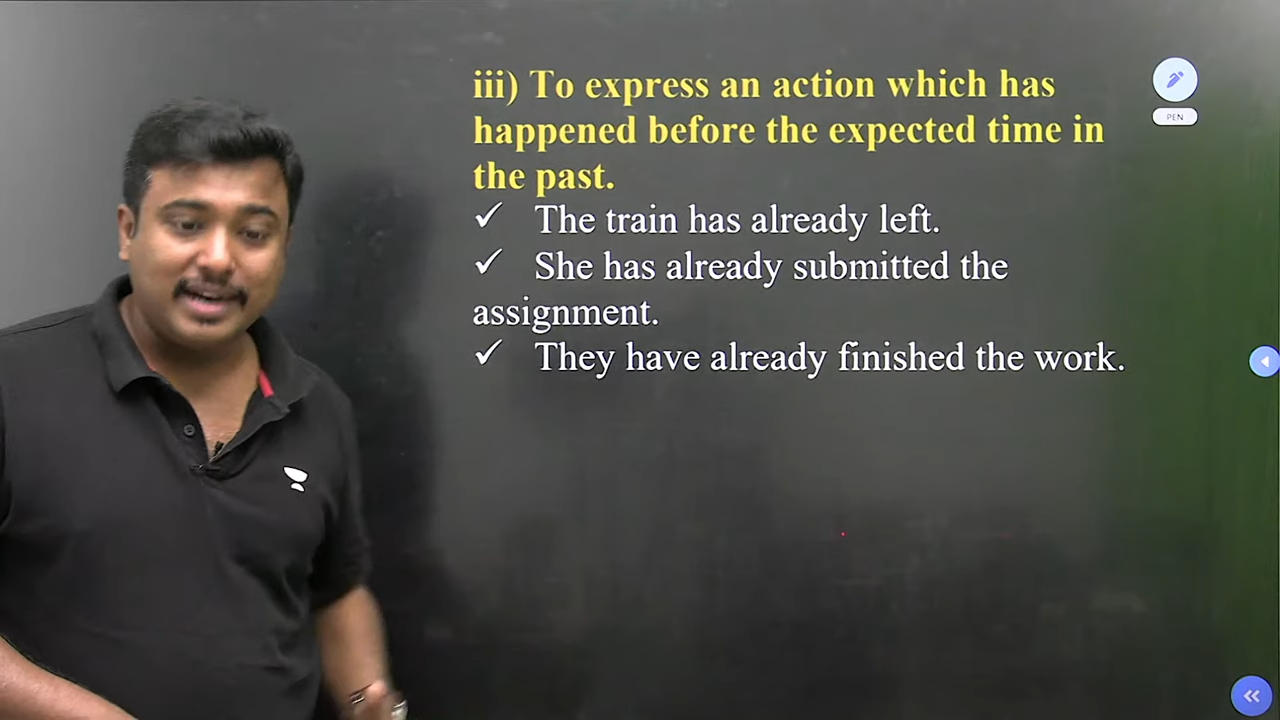 iii) To express an action which has
happened before the expected time in
the past.
✓ The train has already left.
✓ She has already submitted the
assignment.
✓ They have already finished the work.
PEN